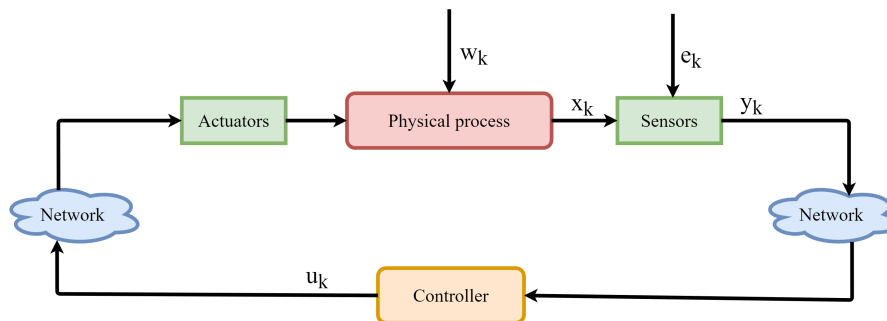 w_k
e_k
Actuators
Physical process
x_k
Sensors
y_k
Network
Network
u_k
Controller